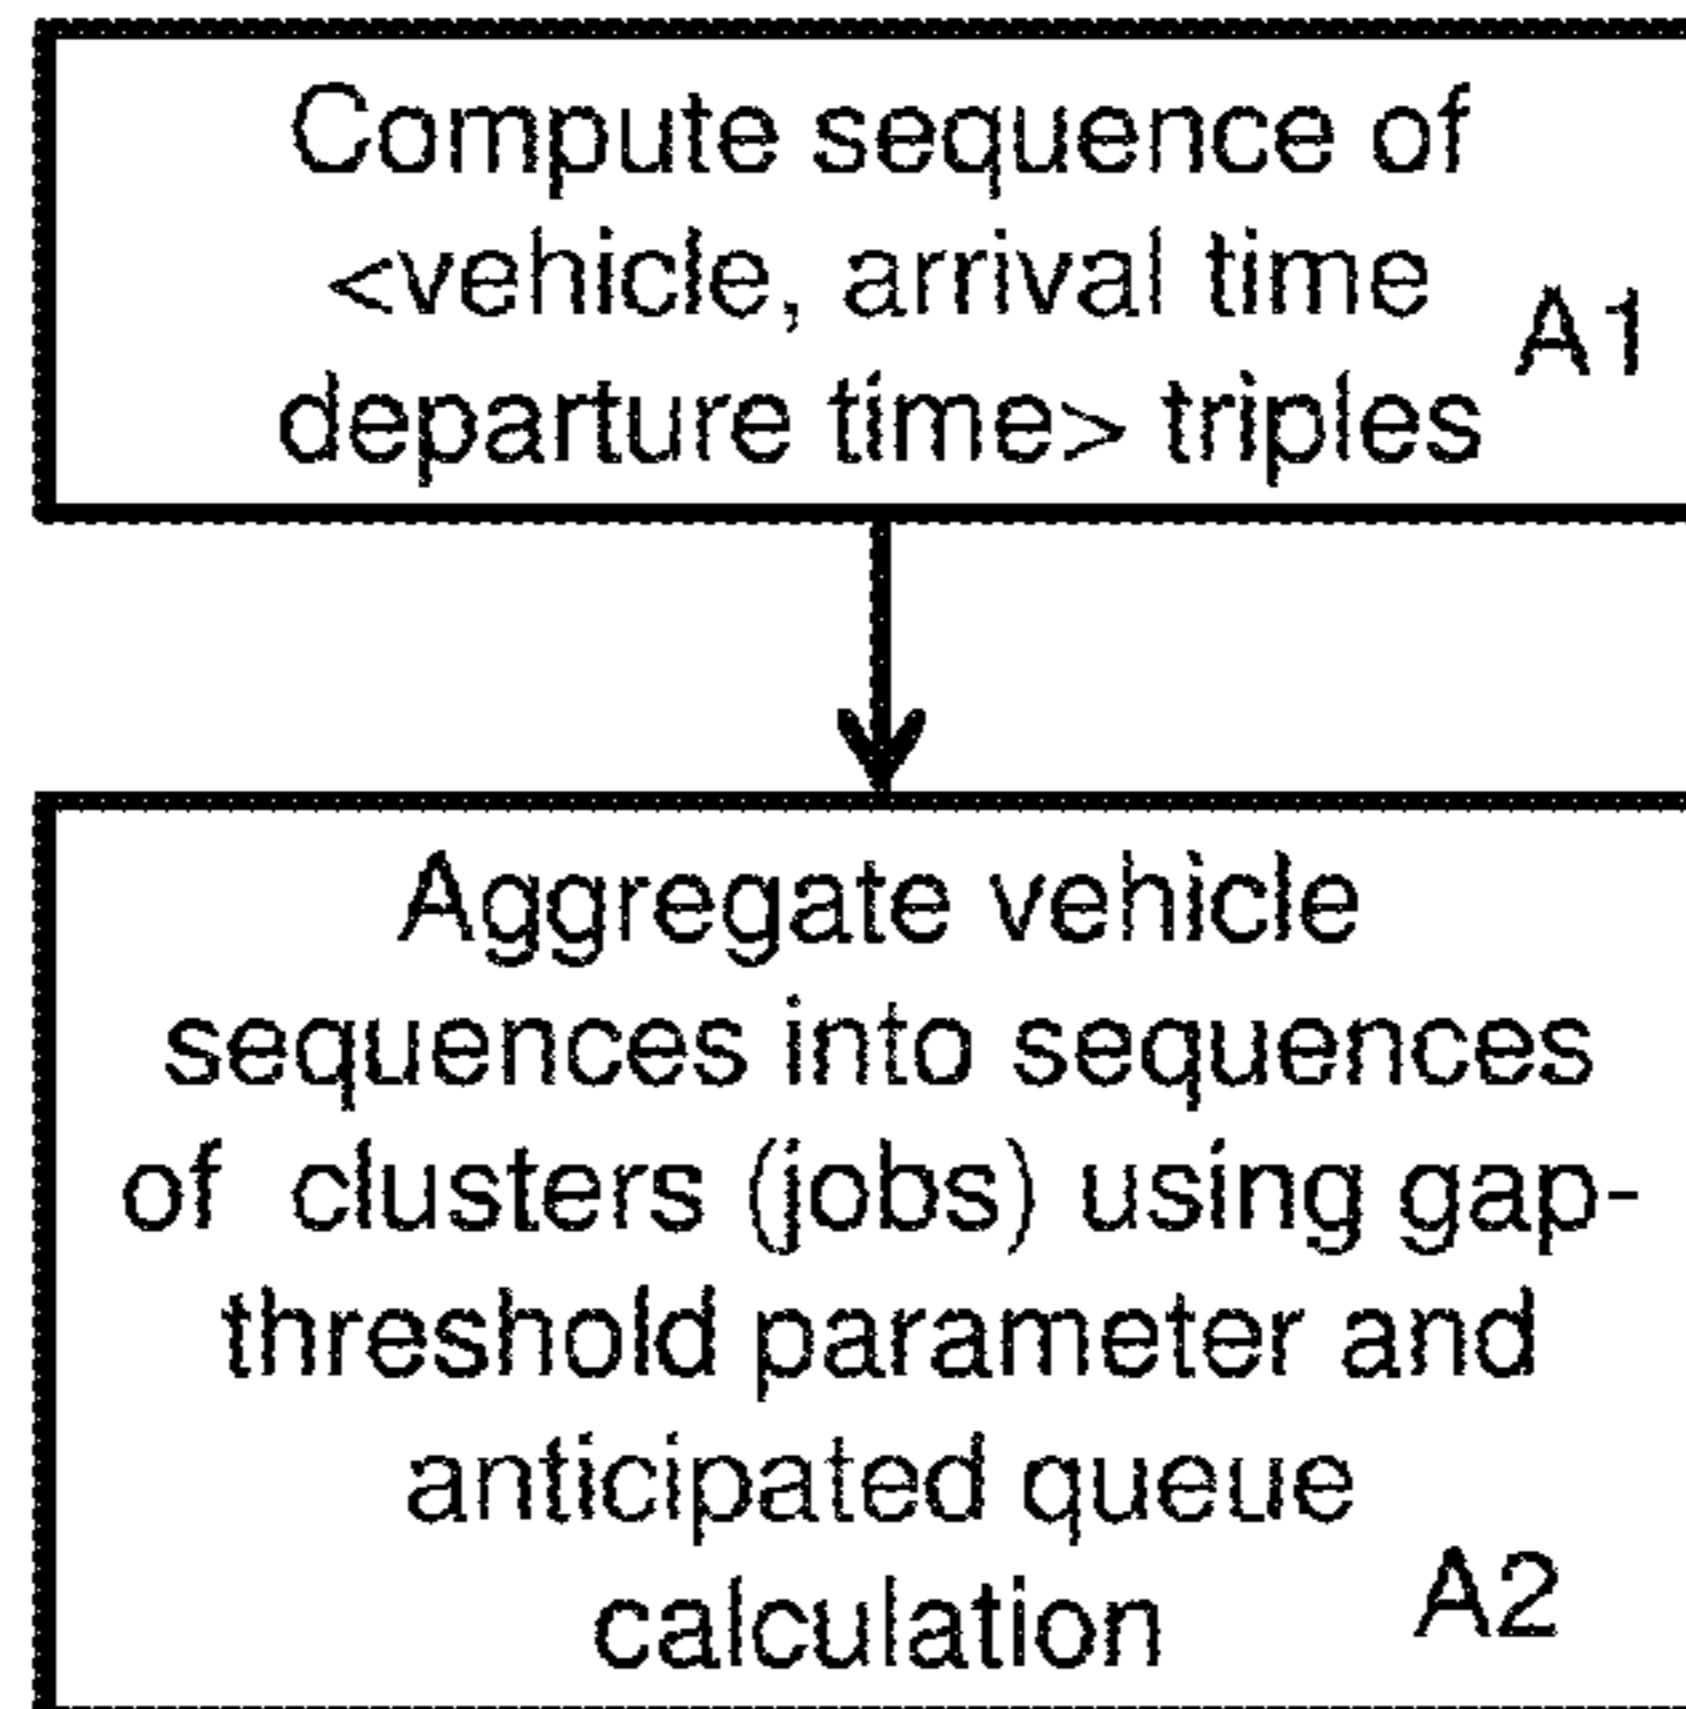 Compute sequence of
<vehicle, arrival time
departure time> triples
A1
Aggregate vehicle
sequences into sequences
of clusters (jobs) using gap-
threshold parameter and
anticipated queue
calculation
A2